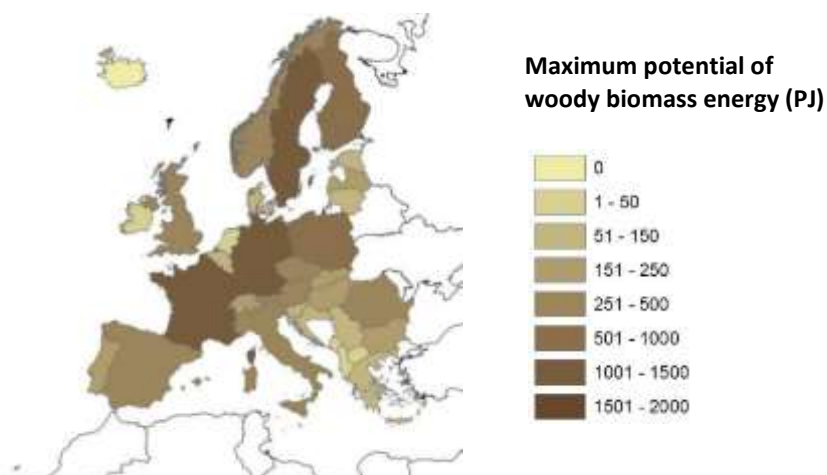 Maximum potential of
woody biomass energy (PJ)
0
1 - 50
51 - 150
151 - 250
251 - 500
501 - 1000
1001 - 1500
1501 - 2000